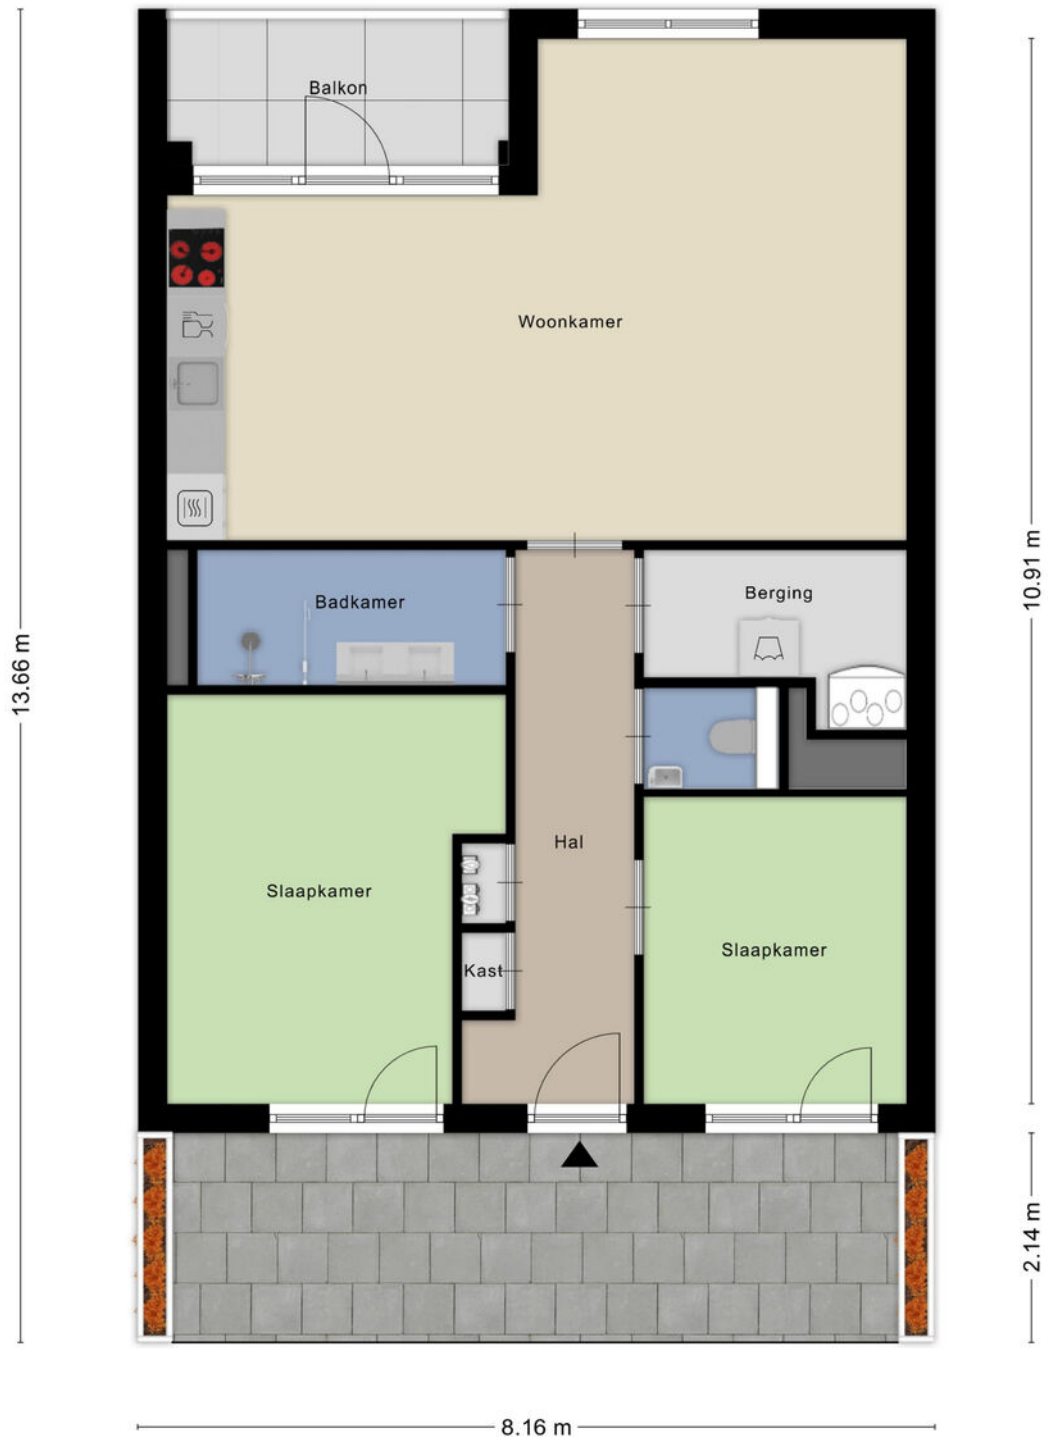 Balkon
Woonkamer
Badkamer
Berging
Hal
Slaapkamer
Slaapkamer
Kast
13.66 m
10.91 m
2.14 m
8.16 m